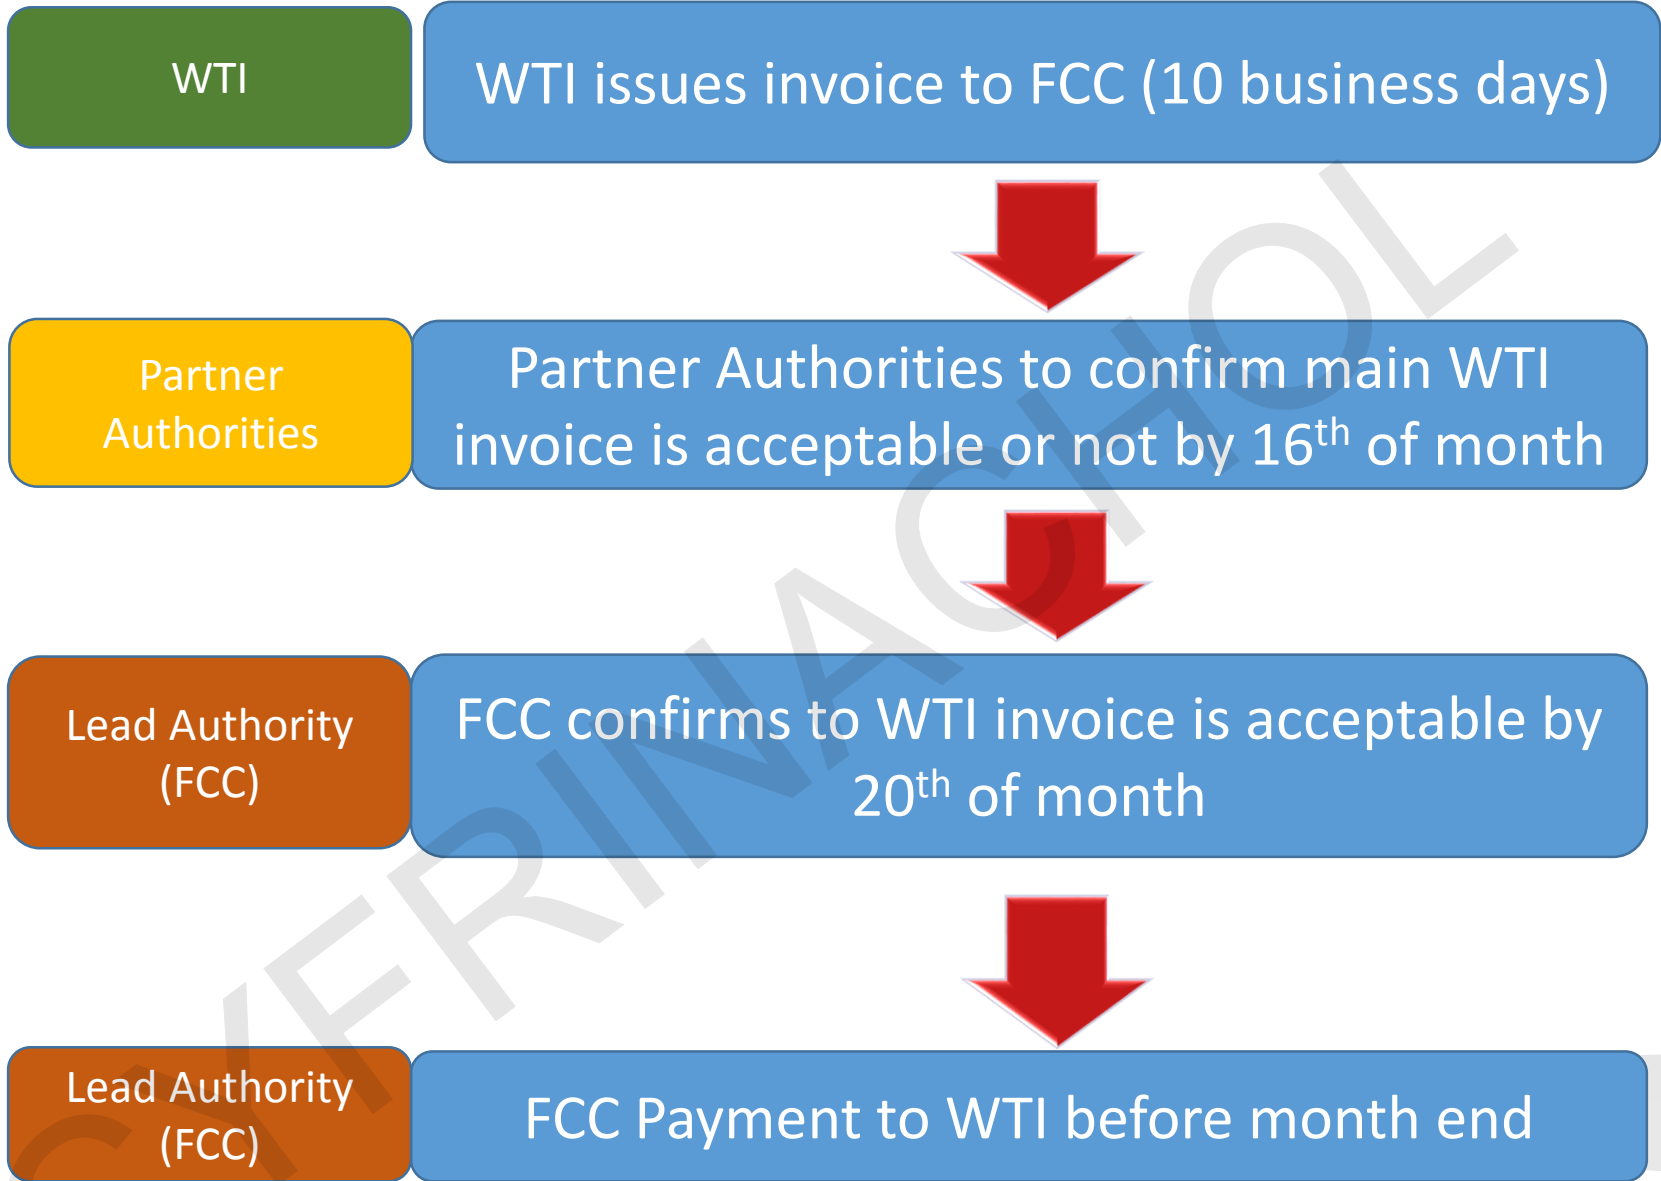 WTI
WTI issues invoice to FCC (10 business days)
Partner
Authorities
Partner Authorities to confirm main WTI
invoice is acceptable or not by 16th of month
Lead Authority
(FCC)
FCC confirms to WTI invoice is acceptable by
20th of month
Lead Authority
(FCC)
FCC Payment to WTI before month end
CYFRINACHOL